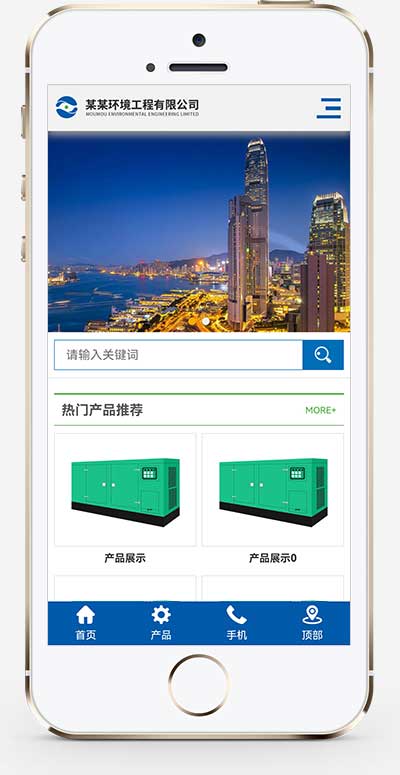 某某环境工程有限公司
MOUMOU ENVIRONMENTAL ENGINEERING LIMITED
请输入关键词
热门产品推荐
MORE+
产品展示
产品展示0
首页
产品
手机
顶部